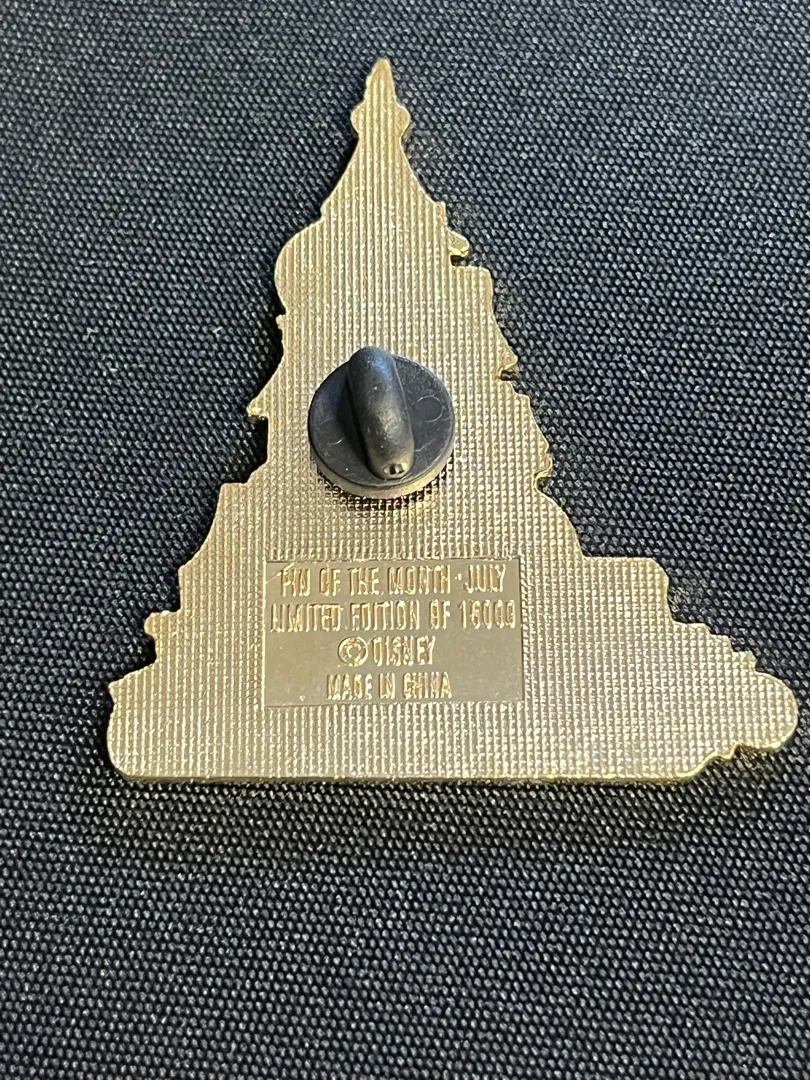 PIN OF THE MONTH · JULY
LIMITED EDITION OF 15000
© DISNEY
MADE IN CHINA